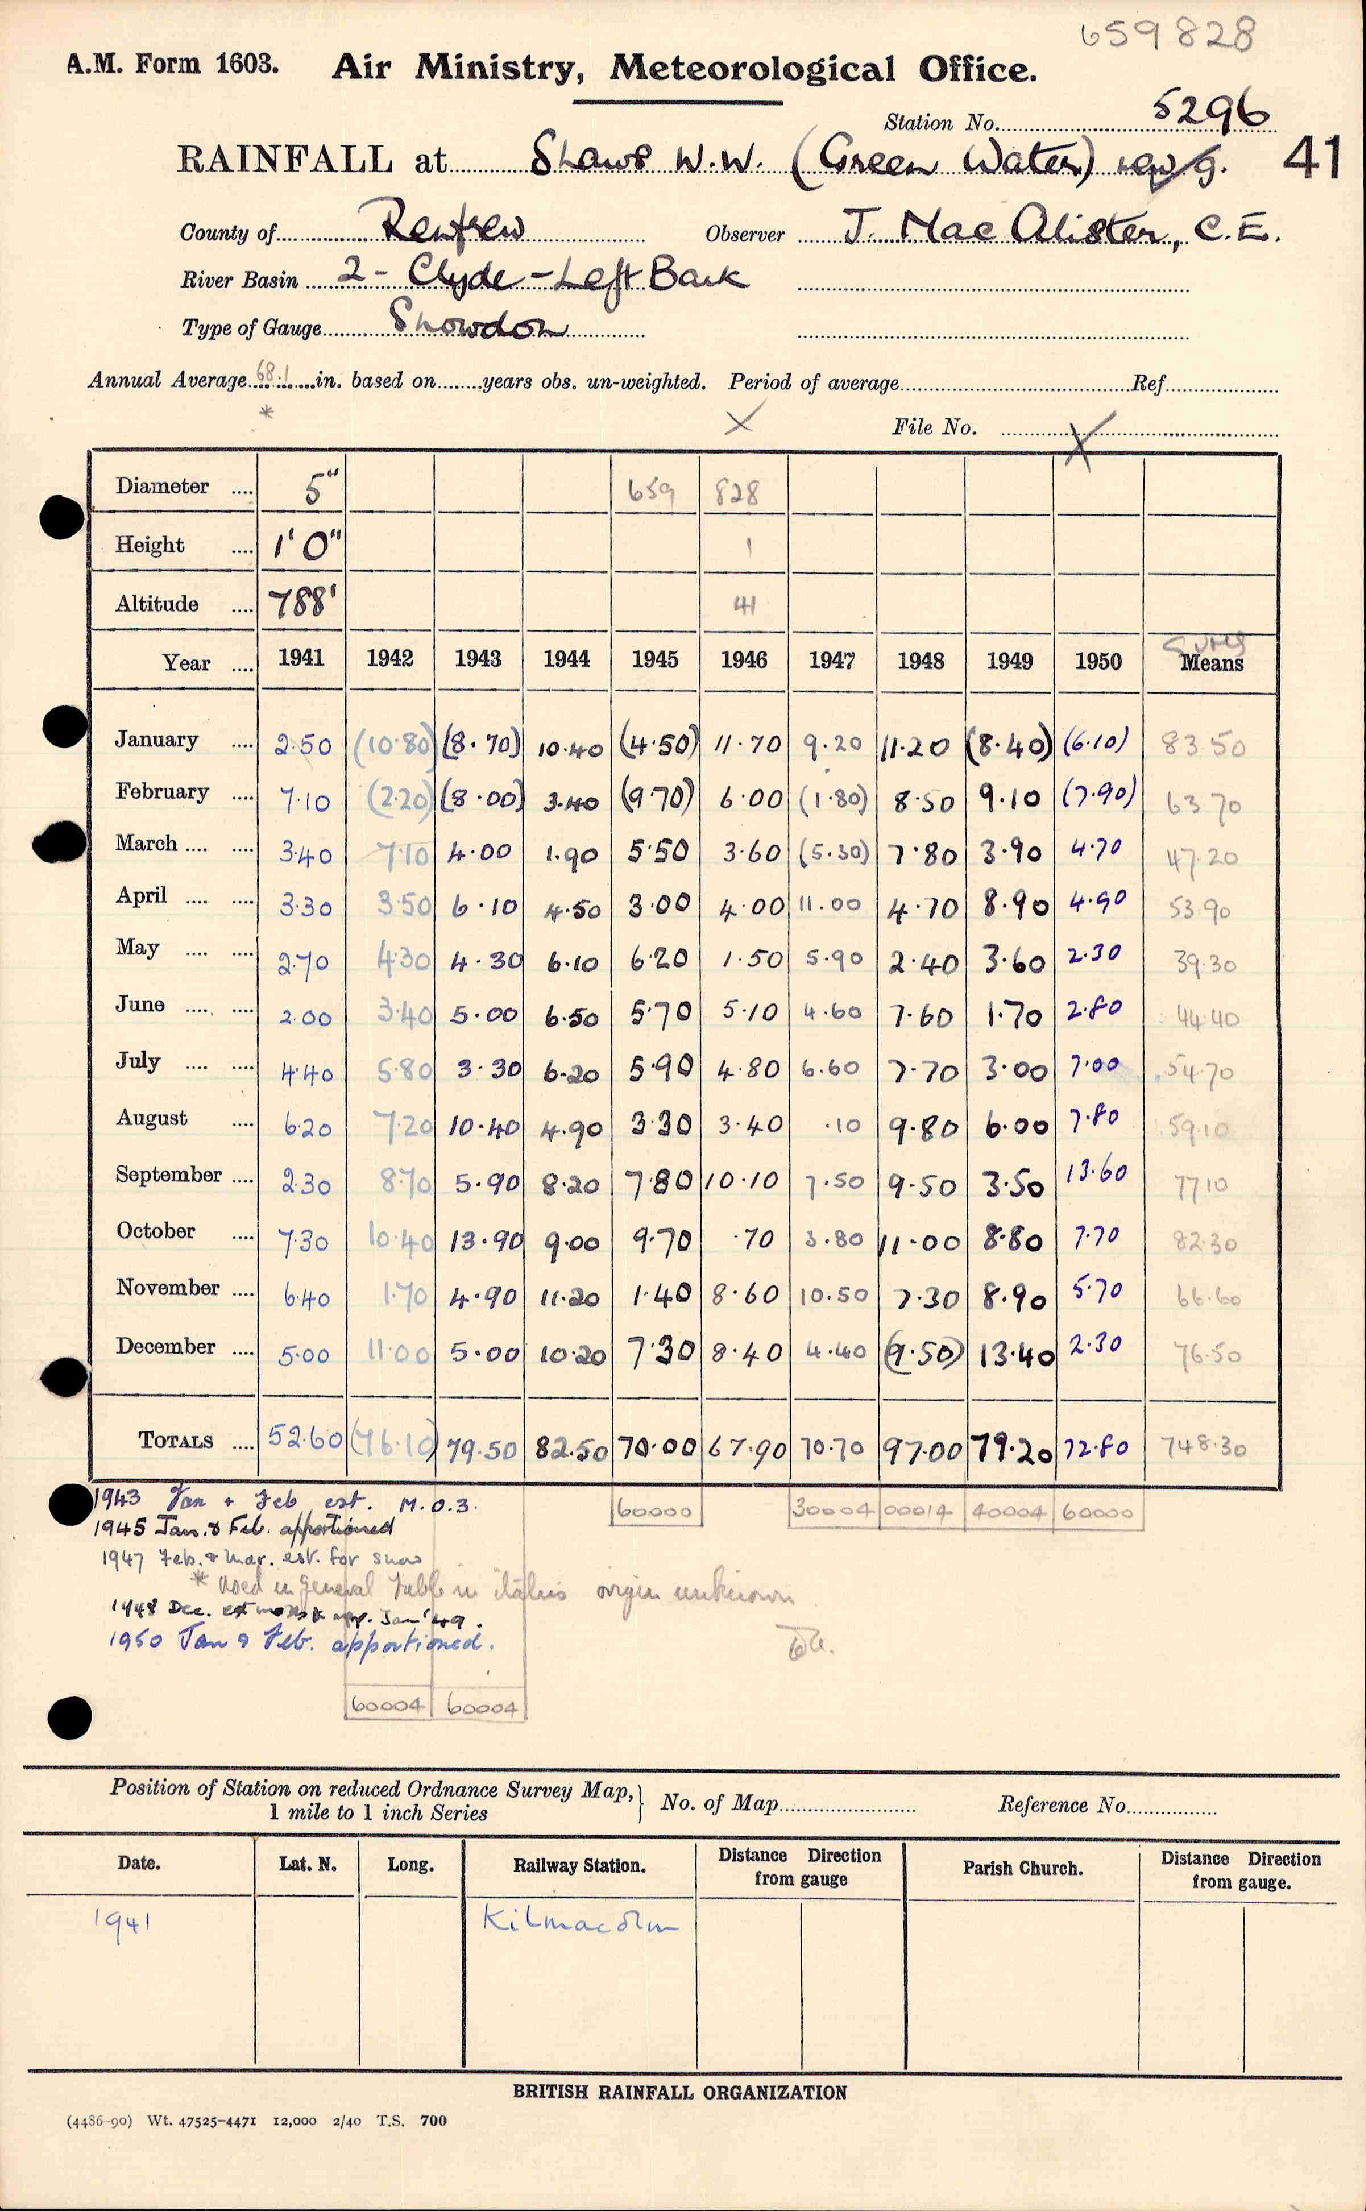 659828
A.M. Form 1603. Air Ministry, Meteorological Office.
Station No. 5296
RAINFALL at Shaws W.W. (Green Water) new g. 41
County of Renfrew Observer J. Mac Alister, C.E.
River Basin 2 - Clyde - Left Bank
Type of Gauge Snowdon
Annual Average 68.1 in. based on years obs. un-weighted. Period of average Ref
* X File No. X
Diameter .... 5" 659 828
Height .... 1' 0" 1
Altitude .... 788' 41
Sums
Year .... 1941 1942 1943 1944 1945 1946 1947 1948 1949 1950 Means
January .... 2.50 (10.80) (8.70) 10.40 (4.50) 11.70 9.20 11.20 (8.40) (6.10) 83.50
February .... 7.10 (2.20) (8.00) 3.40 (9.70) 6.00 (1.80) 8.50 9.10 (7.90) 63.70
March .... .... 3.40 7.10 4.00 1.90 5.50 3.60 (5.30) 7.80 3.90 4.70 47.20
April .... .... 3.30 3.50 6.10 4.50 3.00 4.00 11.00 4.70 8.90 4.90 53.90
May .... .... 2.70 4.30 4.30 6.10 6.20 1.50 5.90 2.40 3.60 2.30 39.30
June .... .... 2.00 3.40 5.00 6.50 5.70 5.10 4.60 7.60 1.70 2.80 44.40
July .... .... 4.40 5.80 3.30 6.20 5.90 4.80 6.60 7.70 3.00 7.00 54.70
August .... 6.20 7.20 10.40 4.90 3.30 3.40 .10 9.80 6.00 7.80 59.10
September .... 2.30 8.70 5.90 8.20 7.80 10.10 7.50 9.50 3.50 13.60 77.10
October .... 7.30 10.40 13.90 9.00 9.70 .70 3.80 11.00 8.80 7.70 82.30
November .... 6.40 1.70 4.90 11.20 1.40 8.60 10.50 7.30 8.90 5.70 66.60
December .... 5.00 11.00 5.00 10.20 7.30 8.40 4.40 (9.50) 13.40 2.30 76.50
TOTALS .... 52.60 (76.10) 79.50 82.50 70.00 67.90 70.70 97.00 79.20 72.80 748.30
1943 Jan + Feb est. M.O.3. 60000 30004 00014 40004 60000
1945 Jan. & Feb. apportioned
1947 Feb. & Mar. est. for snow
* Used in General Table in italics origin unknown
1948 Dec. est Jan '49.
1950 Jan & Feb. apportioned.
60004 60004
Position of Station on reduced Ordnance Survey Map, } No. of Map Reference No.
1 mile to 1 inch Series
Date. Lat. N. Long. Railway Station. Distance Direction from gauge Parish Church. Distance Direction from gauge.
1941 Kilmacolm
BRITISH RAINFALL ORGANIZATION
(4486-90) Wt. 47525-4471 12,000 2/40 T.S. 700